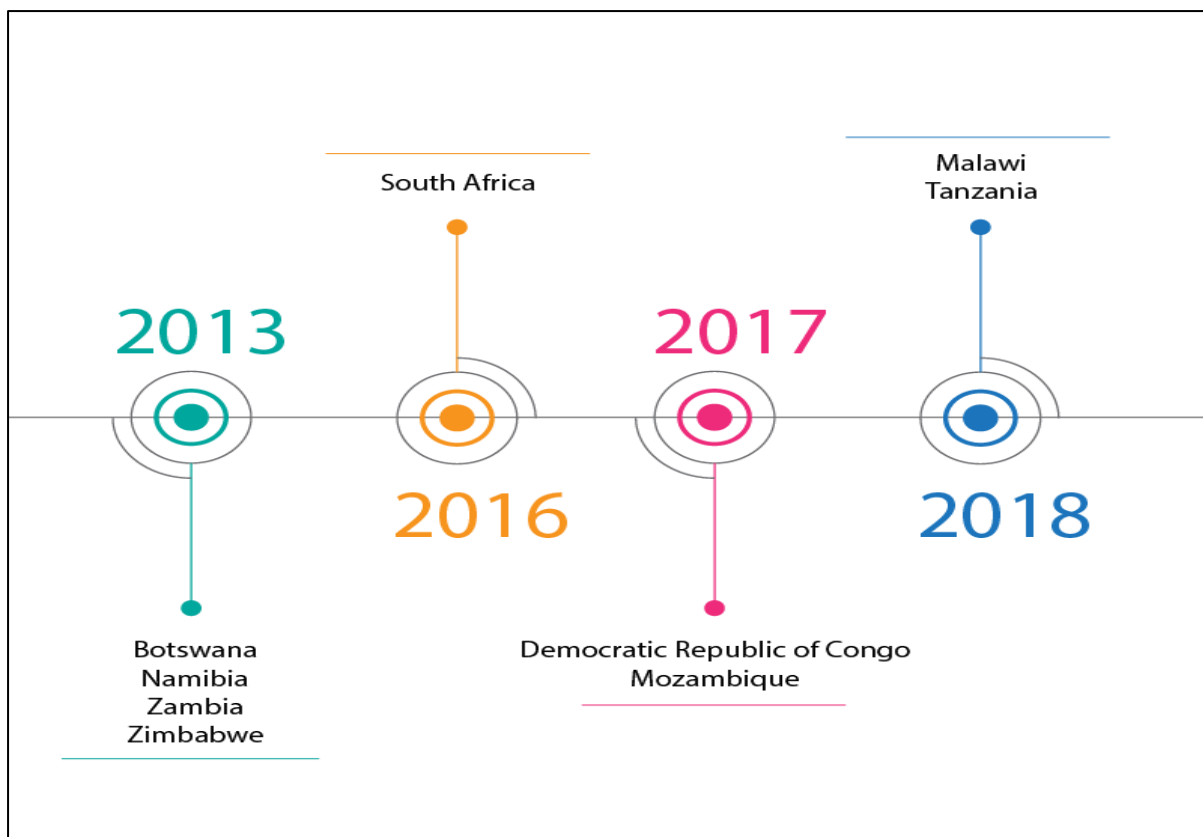 2013
Botswana
Namibia
Zambia
Zimbabwe
South Africa
2016
2017
Democratic Republic of Congo
Mozambique
Malawi
Tanzania
2018